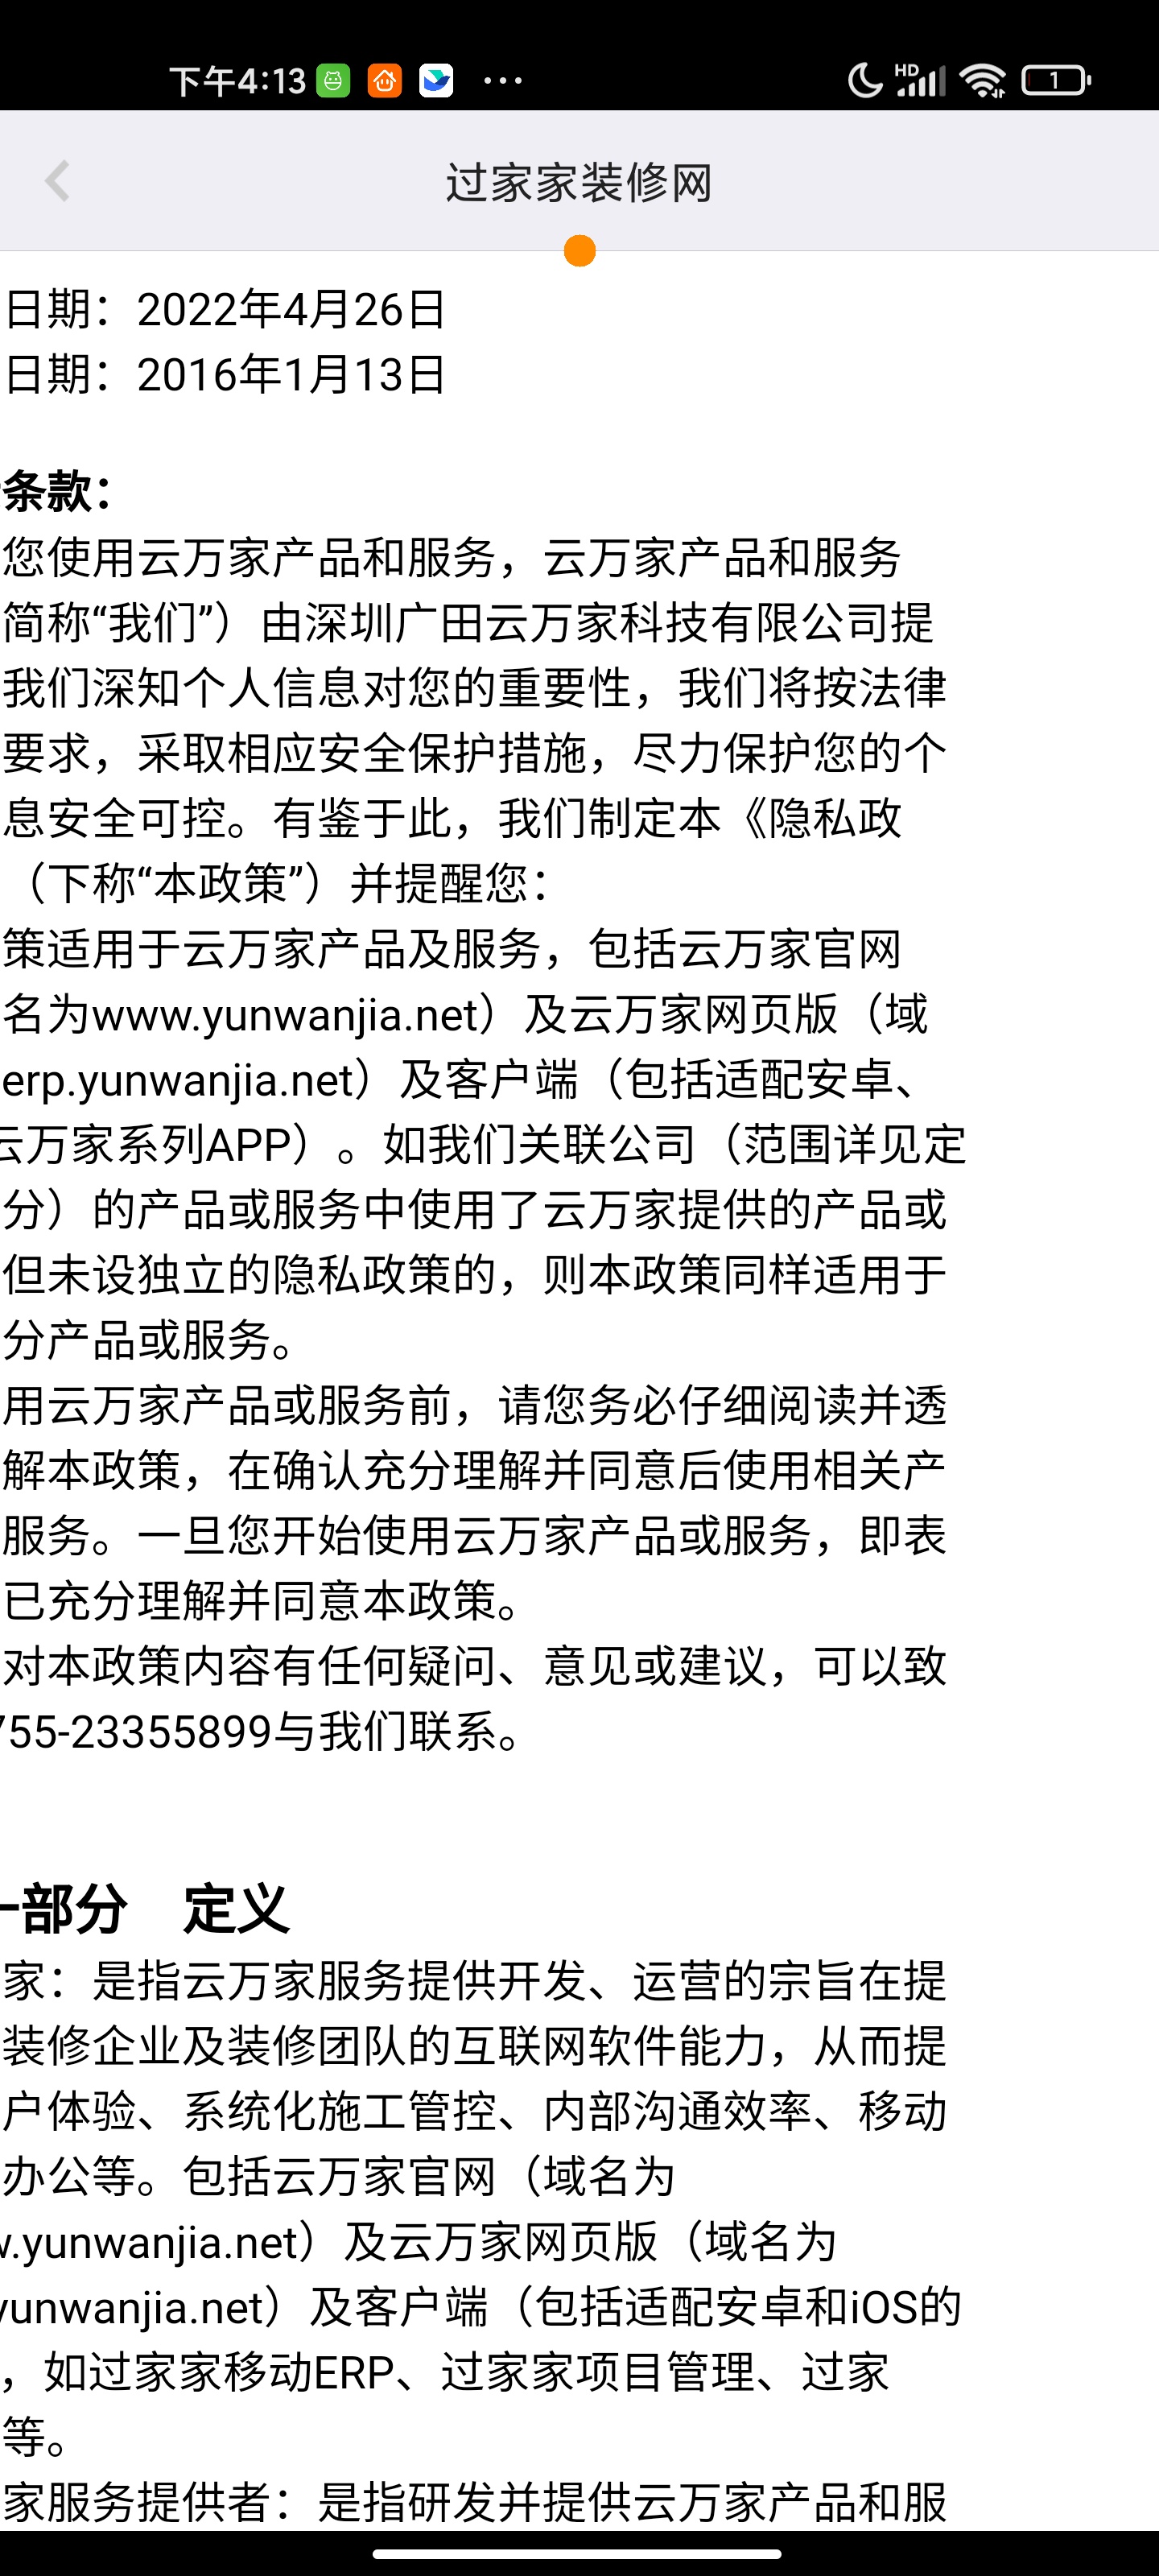 下午4:13
HD
1
过家家装修网
日期：2022年4月26日
日期：2016年1月13日
条款：
您使用云万家产品和服务，云万家产品和服务
简称“我们”）由深圳广田云万家科技有限公司提
我们深知个人信息对您的重要性，我们将按法律
要求，采取相应安全保护措施，尽力保护您的个
息安全可控。有鉴于此，我们制定本《隐私政
（下称“本政策”）并提醒您：
策适用于云万家产品及服务，包括云万家官网
名为www.yunwanjia.net）及云万家网页版（域
erp.yunwanjia.net）及客户端（包括适配安卓、
云万家系列APP）。如我们关联公司（范围详见定
分）的产品或服务中使用了云万家提供的产品或
但未设独立的隐私政策的，则本政策同样适用于
分产品或服务。
用云万家产品或服务前，请您务必仔细阅读并透
解本政策，在确认充分理解并同意后使用相关产
服务。一旦您开始使用云万家产品或服务，即表
已充分理解并同意本政策。
对本政策内容有任何疑问、意见或建议，可以致
755-23355899与我们联系。
一部分　定义
家：是指云万家服务提供开发、运营的宗旨在提
装修企业及装修团队的互联网软件能力，从而提
户体验、系统化施工管控、内部沟通效率、移动
办公等。包括云万家官网（域名为
w.yunwanjia.net）及云万家网页版（域名为
yunwanjia.net）及客户端（包括适配安卓和iOS的
，如过家家移动ERP、过家家项目管理、过家
等。
家服务提供者：是指研发并提供云万家产品和服